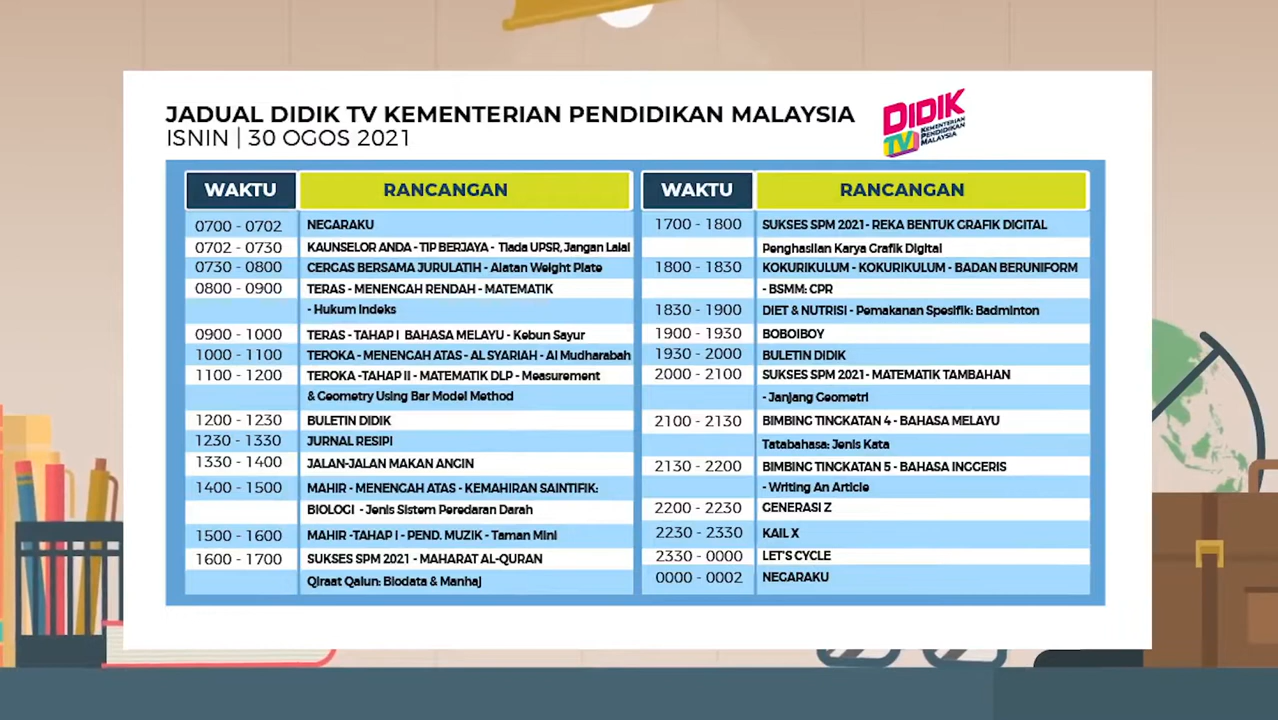 JADUAL DIDIK TV KEMENTERIAN PENDIDIKAN MALAYSIA
ISNIN | 30 OGOS 2021
DIDIK
TV KEMENTERIAN
PENDIDIKAN
MALAYSIA
WAKTU RANCANGAN
0700 - 0702 NEGARAKU
0702 - 0730 KAUNSELOR ANDA - TIP BERJAYA - Tiada UPSR, Jangan Lalai
0730 - 0800 CERGAS BERSAMA JURULATIH - Alatan Weight Plate
0800 - 0900 TERAS - MENENGAH RENDAH - MATEMATIK
- Hukum Indeks
0900 - 1000 TERAS - TAHAP I BAHASA MELAYU - Kebun Sayur
1000 - 1100 TEROKA - MENENGAH ATAS - AL SYARIAH - Al Mudharabah
1100 - 1200 TEROKA -TAHAP II - MATEMATIK DLP - Measurement
& Geometry Using Bar Model Method
1200 - 1230 BULETIN DIDIK
1230 - 1330 JURNAL RESIPI
1330 - 1400 JALAN-JALAN MAKAN ANGIN
1400 - 1500 MAHIR - MENENGAH ATAS - KEMAHIRAN SAINTIFIK:
BIOLOGI - Jenis Sistem Peredaran Darah
1500 - 1600 MAHIR -TAHAP I - PEND. MUZIK - Taman Mini
1600 - 1700 SUKSES SPM 2021 - MAHARAT AL-QURAN
Qiraat Qalun: Biodata & Manhaj
WAKTU RANCANGAN
1700 - 1800 SUKSES SPM 2021 - REKA BENTUK GRAFIK DIGITAL
Penghasilan Karya Grafik Digital
1800 - 1830 KOKURIKULUM - KOKURIKULUM - BADAN BERUNIFORM
- BSMM: CPR
1830 - 1900 DIET & NUTRISI - Pemakanan Spesifik: Badminton
1900 - 1930 BOBOIBOY
1930 - 2000 BULETIN DIDIK
2000 - 2100 SUKSES SPM 2021 - MATEMATIK TAMBAHAN
- Janjang Geometri
2100 - 2130 BIMBING TINGKATAN 4 - BAHASA MELAYU
Tatabahasa: Jenis Kata
2130 - 2200 BIMBING TINGKATAN 5 - BAHASA INGGERIS
- Writing An Article
2200 - 2230 GENERASI Z
2230 - 2330 KAIL X
2330 - 0000 LET'S CYCLE
0000 - 0002 NEGARAKU